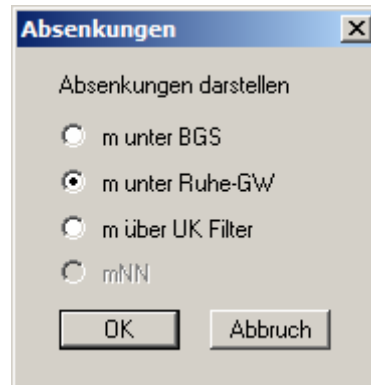 Absenkungen
Absenkungen darstellen
m unter BGS
m unter Ruhe-GW
m über UK Filter
mNN
OK Abbruch